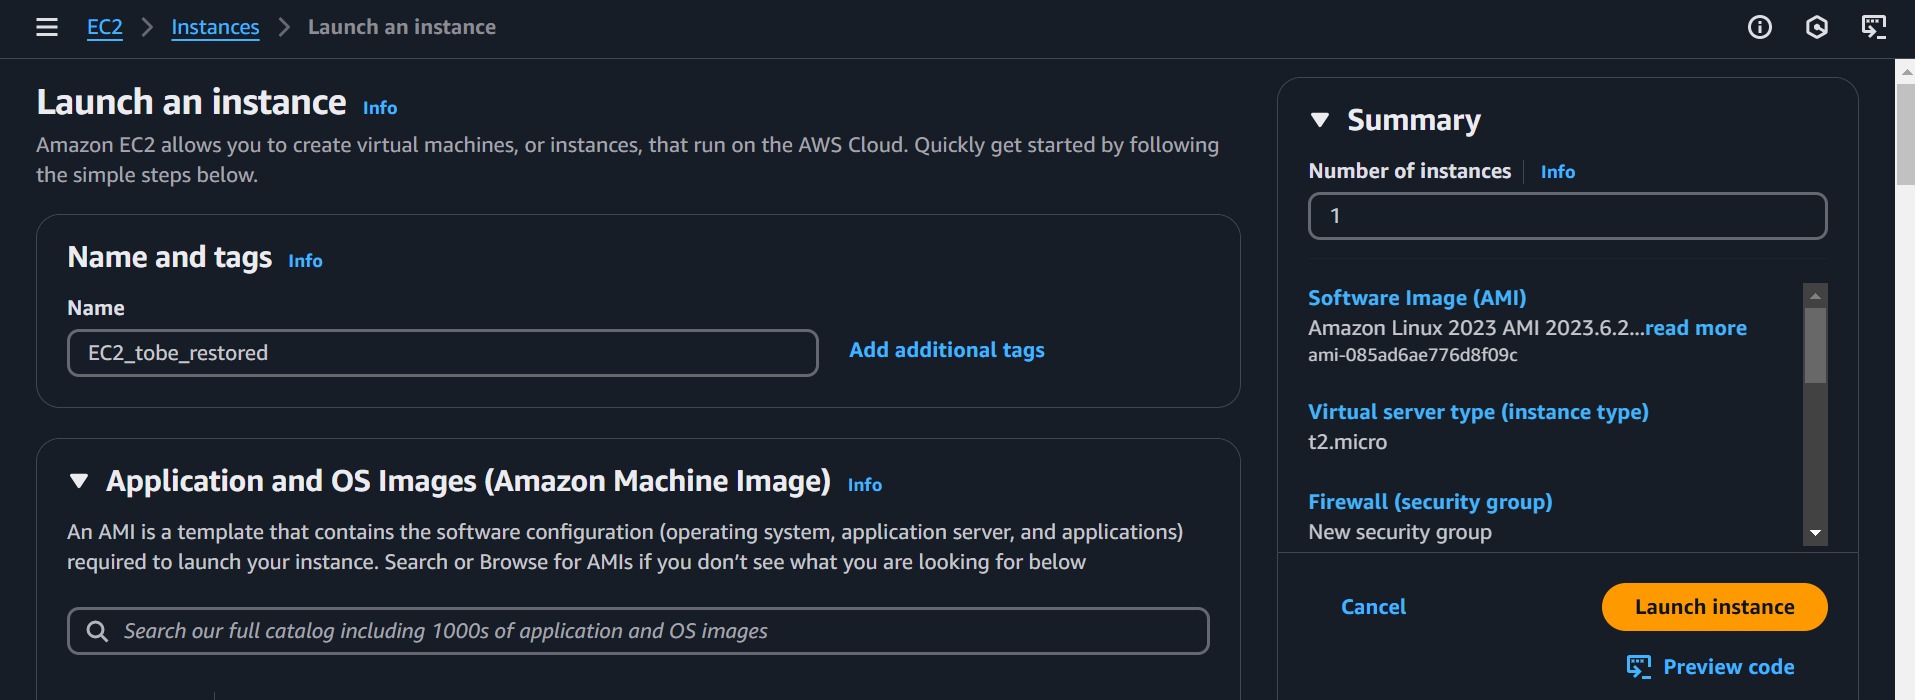 EC2 Instances Launch an instance
Launch an instance Info
Amazon EC2 allows you to create virtual machines, or instances, that run on the AWS Cloud. Quickly get started by following
the simple steps below.
Name and tags Info
Name
EC2_tobe_restored
Add additional tags
Application and OS Images (Amazon Machine Image) Info
An AMI is a template that contains the software configuration (operating system, application server, and applications)
required to launch your instance. Search or Browse for AMIs if you don’t see what you are looking for below
Search our full catalog including 1000s of application and OS images
Summary
Number of instances Info
1
Software Image (AMI)
Amazon Linux 2023 AMI 2023.6.2...read more
ami-085ad6ae776d8f09c
Virtual server type (instance type)
t2.micro
Firewall (security group)
New security group
Cancel
Launch instance
Preview code